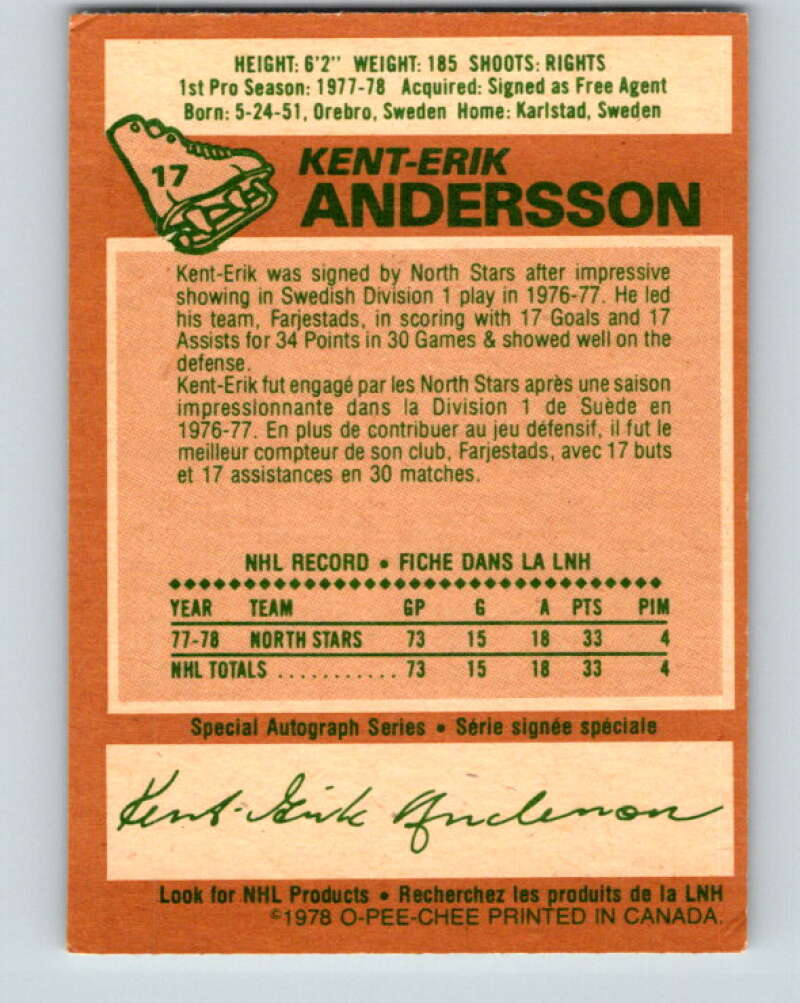 HEIGHT: 6'2" WEIGHT: 185 SHOOTS: RIGHTS
1st Pro Season: 1977-78 Acquired: Signed as Free Agent
Born: 5-24-51, Orebro, Sweden Home: Karlstad, Sweden
17
KENT-ERIK
ANDERSSON
Kent-Erik was signed by North Stars after impressive
showing in Swedish Division 1 play in 1976-77. He led
his team, Farjestads, in scoring with 17 Goals and 17
Assists for 34 Points in 30 Games & showed well on the
defense.
Kent-Erik fut engagé par les North Stars après une saison
impressionnante dans la Division 1 de Suède en
1976-77. En plus de contribuer au jeu défensif, il fut le
meilleur compteur de son club, Farjestads, avec 17 buts
et 17 assistances en 30 matches.
NHL RECORD • FICHE DANS LA LNH
YEAR TEAM GP G A PTS PIM
77-78 NORTH STARS 73 15 18 33 4
NHL TOTALS ........... 73 15 18 33 4
Special Autograph Series • Série signée spéciale
Kent-Erik Andersson
Look for NHL Products • Recherchez les produits de la LNH
©1978 O-PEE-CHEE PRINTED IN CANADA.